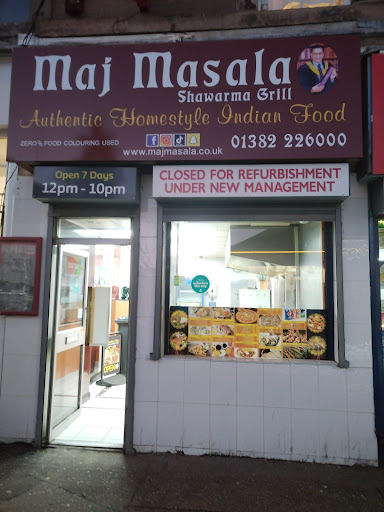 Maj Masala
Shawarma Grill
Authentic Homestyle Indian Food
ZERO% FOOD COLOURING USED
01382 226000
www.majmasala.co.uk
Open 7 Days
12pm - 10pm
CLOSED FOR REFURBISHMENT
UNDER NEW MANAGEMENT
OPEN